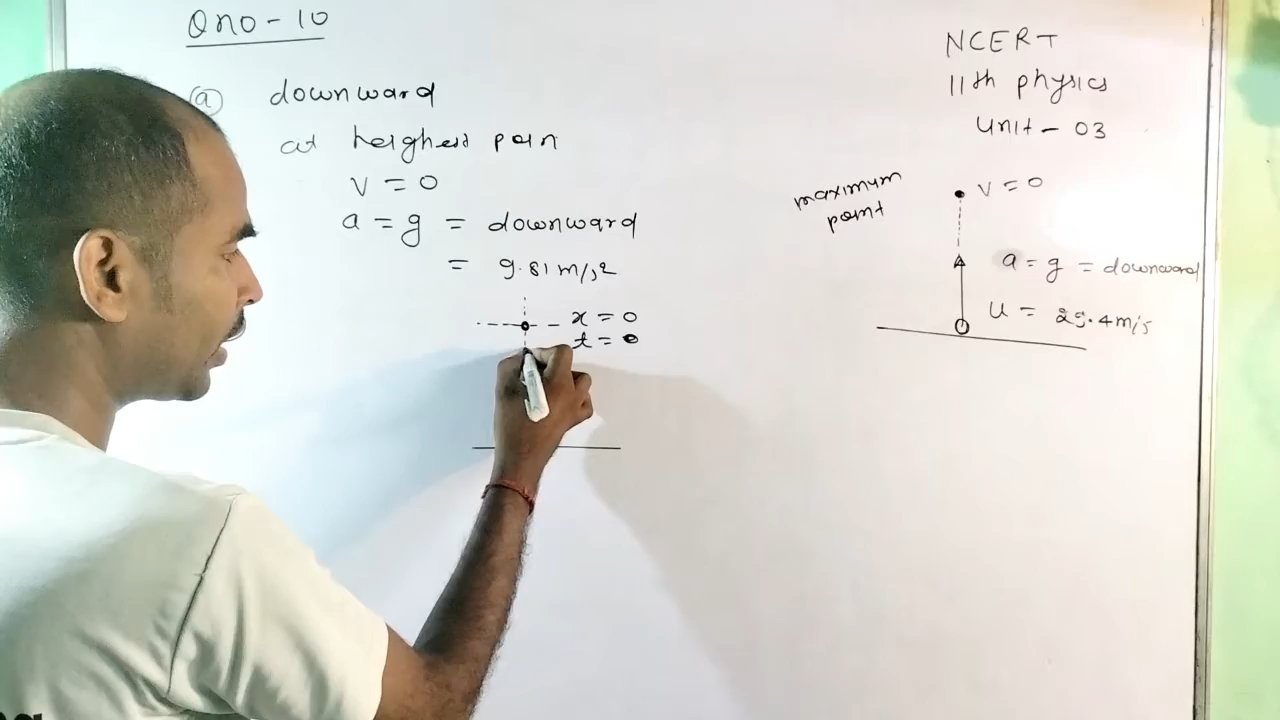 Qno-10
(a) downward
at heighest poin
v = 0
a = g = downward
= 9.81 m/s2
x = 0
t = 0
NCERT
11th physics
Unit - 03
maximum
point
v = 0
a = g = downward
u = 29.4 m/s